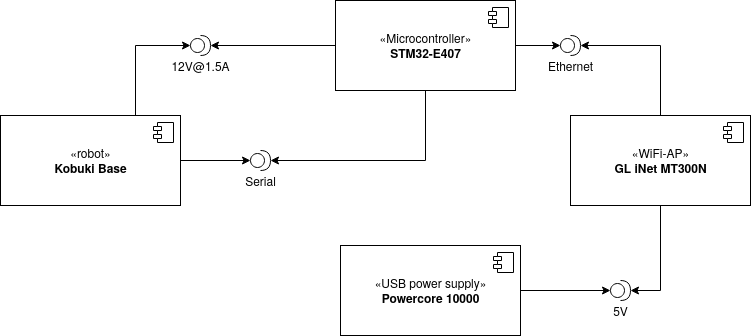 «Microcontroller»
STM32-E407
12V@1.5A
Ethernet
«robot»
Kobuki Base
Serial
«WiFi-AP»
GL iNet MT300N
«USB power supply»
Powercore 10000
5V